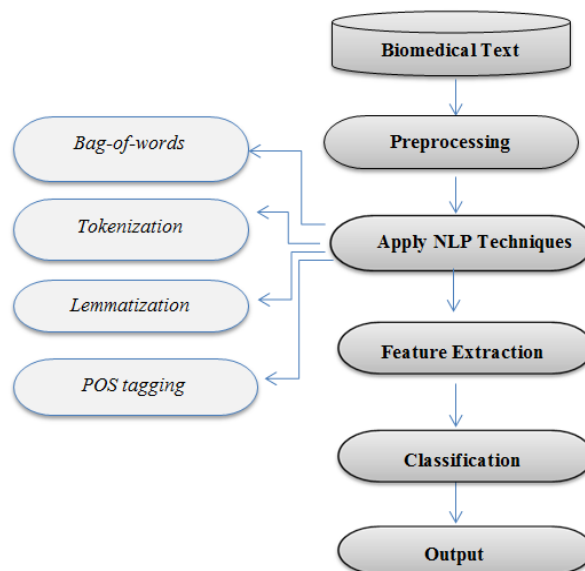 Biomedical Text
Preprocessing
Apply NLP Techniques
Bag-of-words
Tokenization
Lemmatization
POS tagging
Feature Extraction
Classification
Output